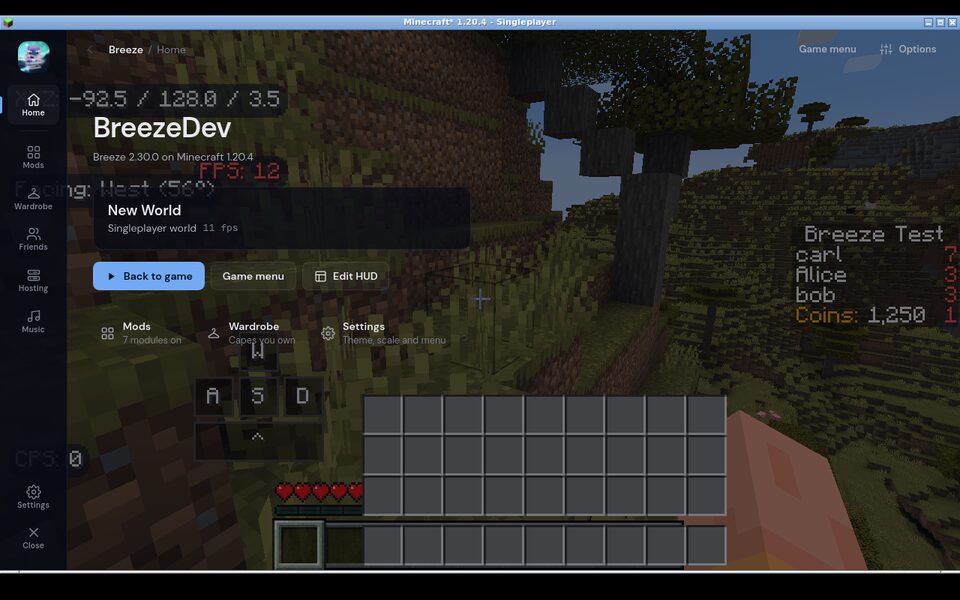 Minecraft* 1.20.4 - Singleplayer
Breeze / Home
Game menu
Options
XYZ: -92.5 / 128.0 / 3.5
Home
BreezeDev
Breeze 2.30.0 on Minecraft 1.20.4
FPS: 12
Mods
Facing: West (56°)
Wardrobe
New World
Singleplayer world 11 fps
Friends
Breeze Test
carl 7
Alice 3
bob 3
Coins: 1,250 1
Back to game
Game menu
Edit HUD
Hosting
Music
Mods
7 modules on
Wardrobe
Capes you own
Settings
Theme, scale and menu
W
A S D
^
CPS: 0
Settings
Close